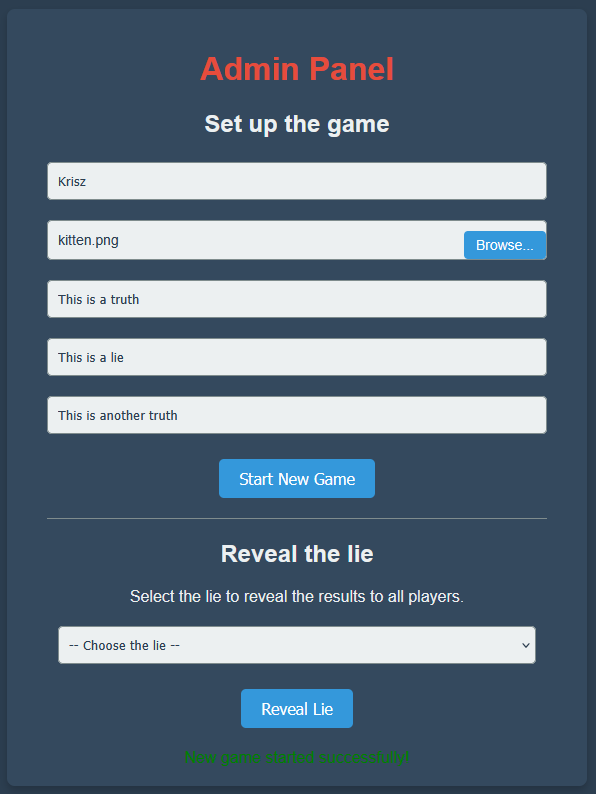 Admin Panel
Set up the game
Krisz
kitten.png
Browse...
This is a truth
This is a lie
This is another truth
Start New Game
Reveal the lie
Select the lie to reveal the results to all players.
-- Choose the lie --
Reveal Lie
New game started successfully!